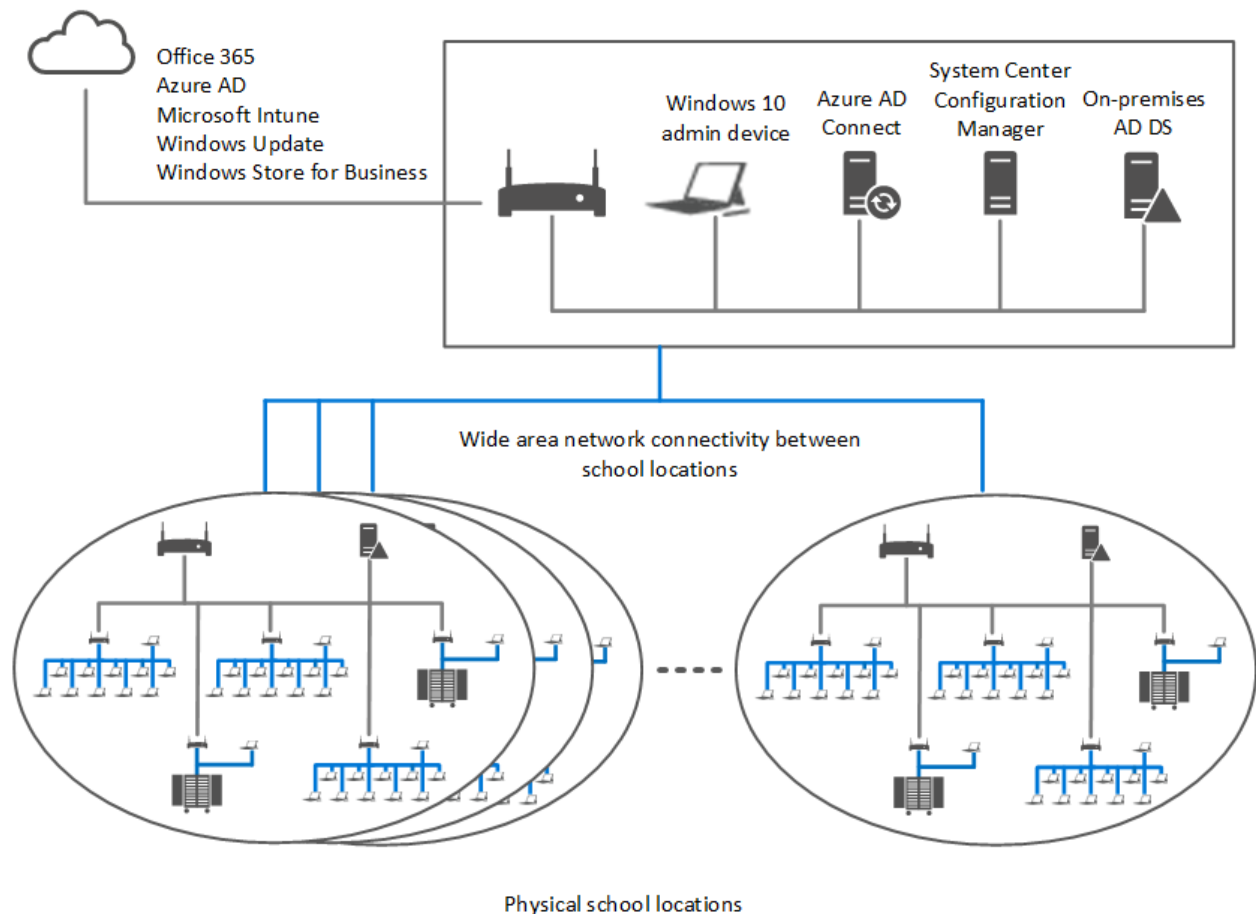 Office 365
Azure AD
Microsoft Intune
Windows Update
Windows Store for Business
Windows 10
admin device
Azure AD
Connect
System Center
Configuration
Manager
On-premises
AD DS
Wide area network connectivity between
school locations
Physical school locations